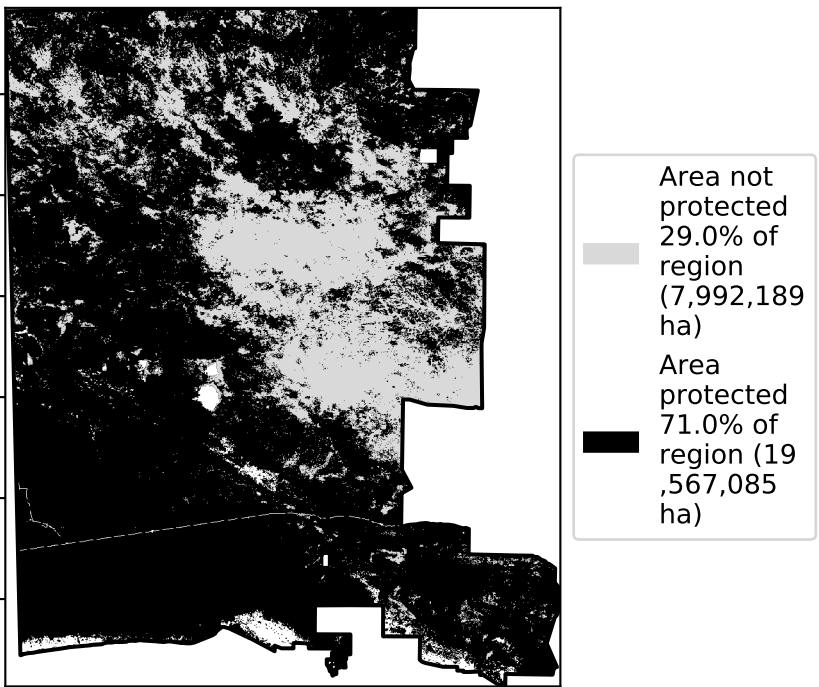 Area not
protected
29.0% of
region
(7,992,189
ha)
Area
protected
71.0% of
region (19
,567,085
ha)